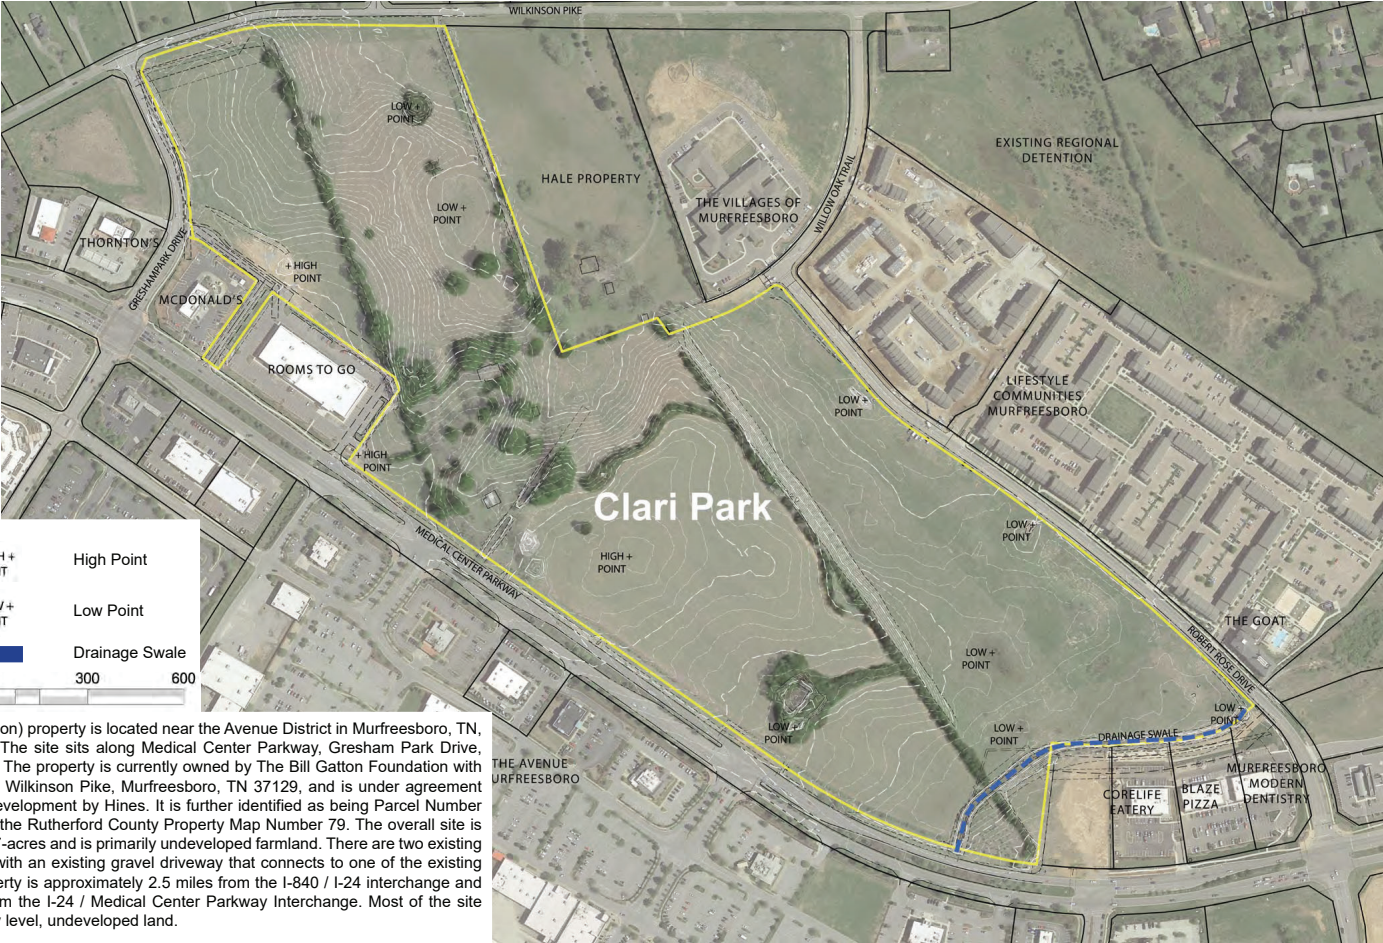 WILKINSON PIKE
LOW +
POINT
EXISTING REGIONAL
DETENTION
HALE PROPERTY
THE VILLAGES OF
MURFREESBORO
WILLOW OAK TRAIL
LOW +
POINT
THORNTON'S
GRESHAMPARK DRIVE
+ HIGH
POINT
MCDONALD'S
ROOMS TO GO
LIFESTYLE
COMMUNITIES
MURFREESBORO
LOW +
POINT
+ HIGH
POINT
Clari Park
LOW +
POINT
MEDICAL CENTER PARKWAY
HIGH +
POINT
H +
T
High Point
W +
T
Low Point
Drainage Swale
300 600
THE GOAT
ROBERT ROSE DRIVE
LOW +
POINT
LOW +
POINT
LOW +
POINT
LOW +
POINT
DRAINAGE SWALE
THE AVENUE
URFREESBORO
CORELIFE
EATERY
BLAZE
PIZZA
MURFREESBORO
MODERN
DENTISTRY
on) property is located near the Avenue District in Murfreesboro, TN,
The site sits along Medical Center Parkway, Gresham Park Drive,
The property is currently owned by The Bill Gatton Foundation with
Wilkinson Pike, Murfreesboro, TN 37129, and is under agreement
evelopment by Hines. It is further identified as being Parcel Number
the Rutherford County Property Map Number 79. The overall site is
7-acres and is primarily undeveloped farmland. There are two existing
with an existing gravel driveway that connects to one of the existing
erty is approximately 2.5 miles from the I-840 / I-24 interchange and
m the I-24 / Medical Center Parkway Interchange. Most of the site
level, undeveloped land.